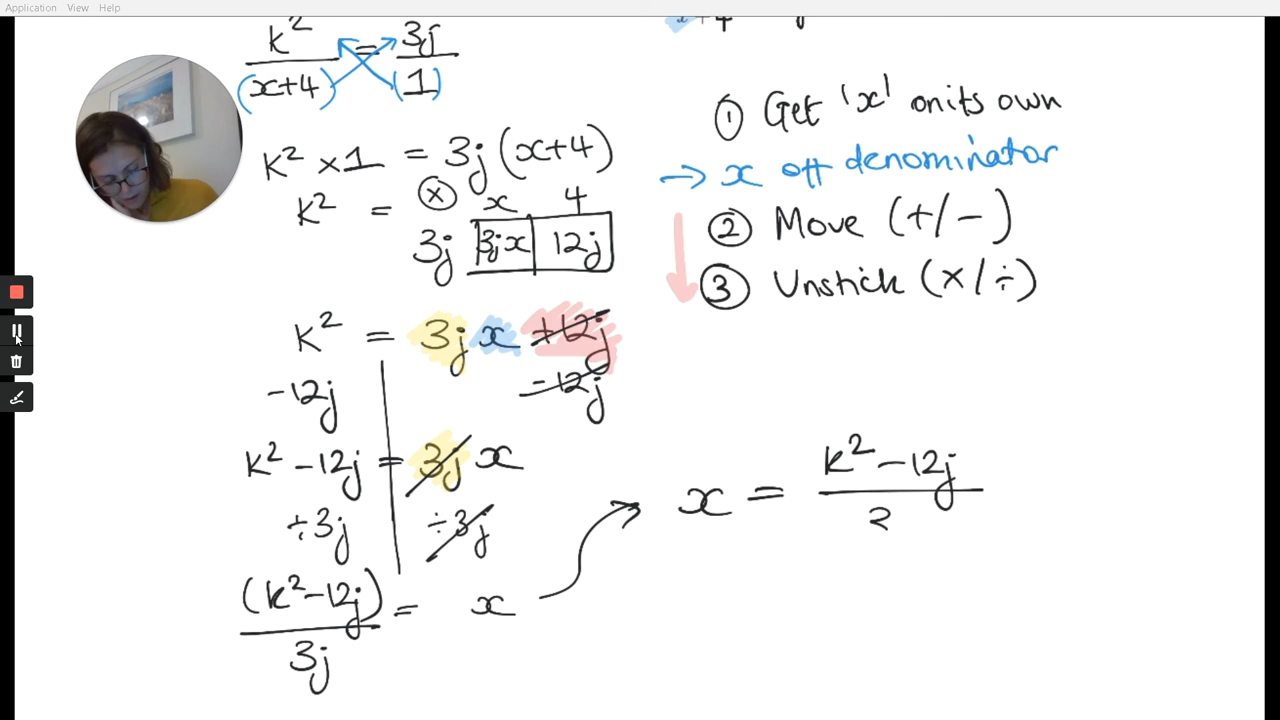 Application View Help
k² = 3j
(x+4) (1)
k² × 1 = 3j (x+4)
k² = ⊗ x 4
3j 3jx 12j
k² = 3j x +12j
-12j -12j
k² -12j = 3j x
÷3j ÷3j
(k²-12j) = x
3j
① Get 'x' on its own
→ x off denominator
② Move (+/-)
③ Unstick (×/÷)
x = k² -12j
3